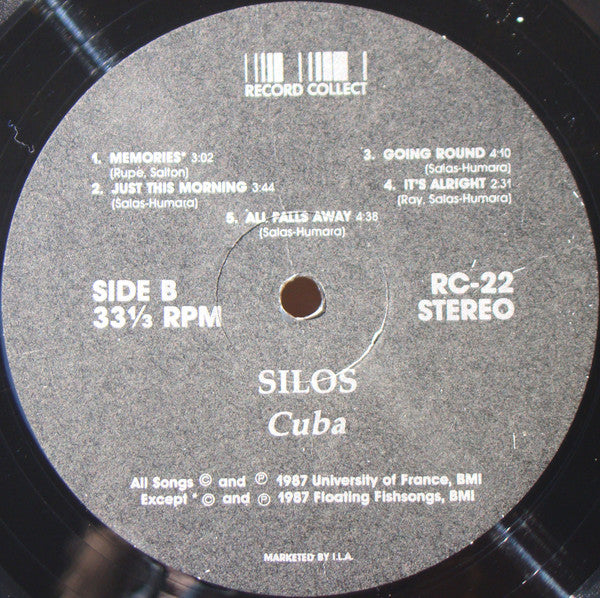 RECORD COLLECT
1. MEMORIES* 3:02
(Rupe, Salton)
2. JUST THIS MORNING 3:44
(Salas-Humara)
3. GOING ROUND 4:10
(Salas-Humara)
4. IT'S ALRIGHT 2:31
(Ray, Salas-Humara)
5. ALL FALLS AWAY 4:38
(Salas-Humara)
SIDE B
33⅓ RPM
RC-22
STEREO
SILOS
Cuba
All Songs © and ℗ 1987 University of France, BMI
Except * © and ℗ 1987 Floating Fishsongs, BMI
MARKETED BY I.L.A.